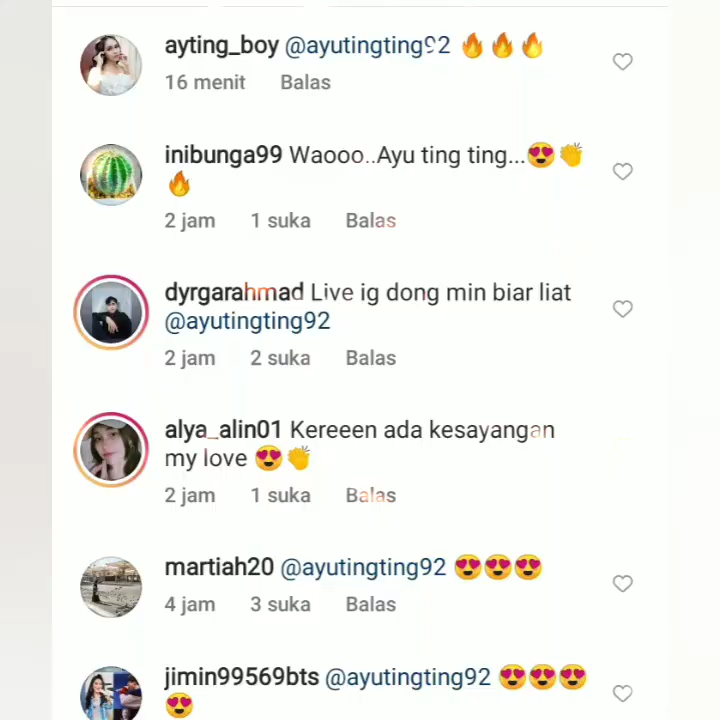 ayting_boy @ayutingting92 🔥🔥🔥
16 menit Balas
inibunga99 Waooo..Ayu ting ting...😍👏
🔥
2 jam 1 suka Balas
dyrgarahmad Live ig dong min biar liat
@ayutingting92
2 jam 2 suka Balas
alya_alin01 Kereeen ada kesayangan
my love 😍👏
2 jam 1 suka Balas
martiah20 @ayutingting92 😍😍😍
4 jam 3 suka Balas
jimin99569bts @ayutingting92 😍😍😍
😍